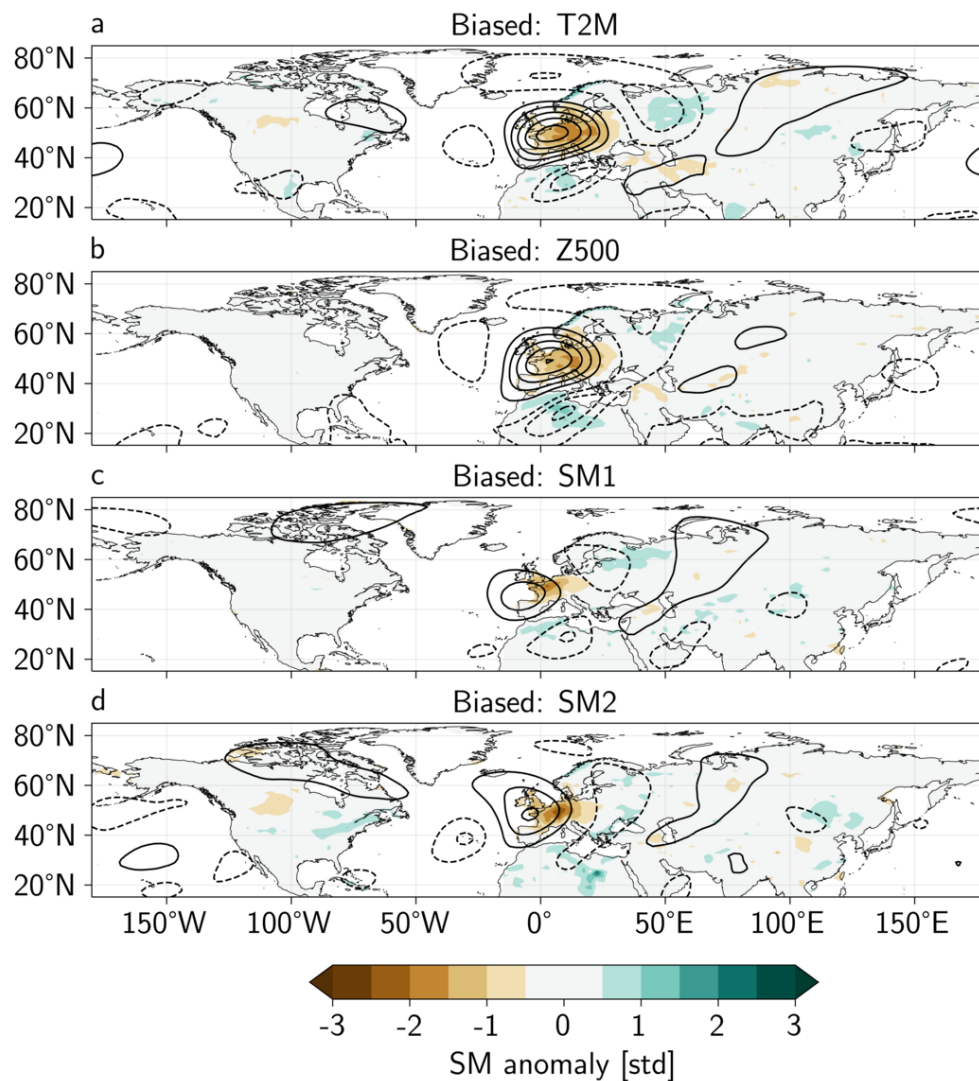 a Biased: T2M
80°N
60°N
40°N
20°N
b Biased: Z500
80°N
60°N
40°N
20°N
c Biased: SM1
80°N
60°N
40°N
20°N
d Biased: SM2
80°N
60°N
40°N
20°N
150°W 100°W 50°W 0° 50°E 100°E 150°E
-3 -2 -1 0 1 2 3
SM anomaly [std]